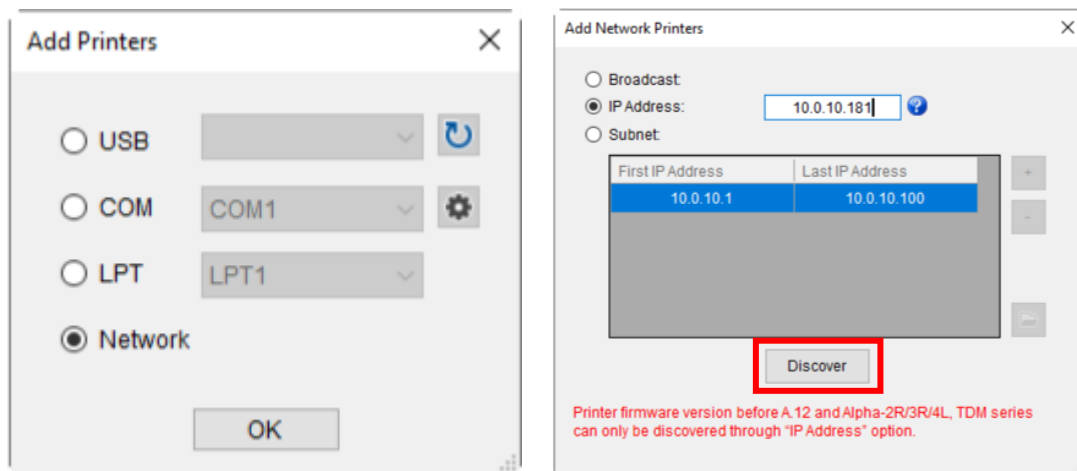 Add Printers
USB
COM
COM1
LPT
LPT1
Network
OK
Add Network Printers
Broadcast:
IP Address:
10.0.10.181
?
Subnet:
First IP Address
Last IP Address
10.0.10.1
10.0.10.100
+
-
Discover
Printer firmware version before A.12 and Alpha-2R/3R/4L, TDM series
can only be discovered through "IP Address" option.